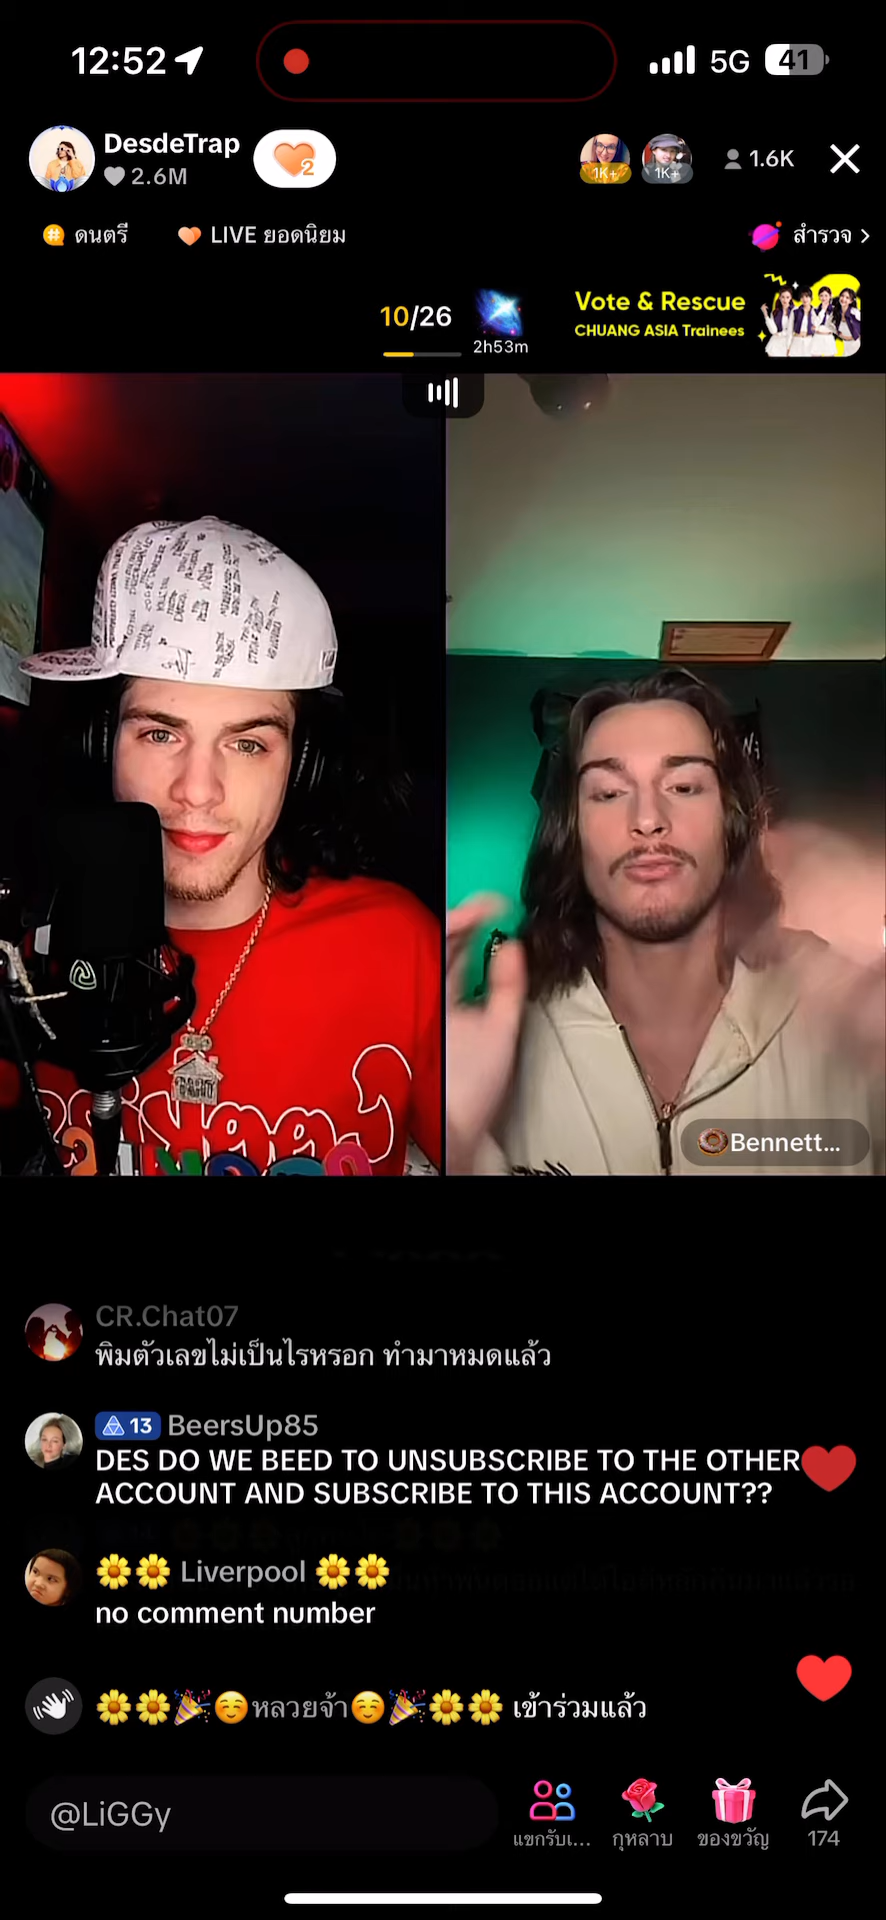 12:52
5G
41
DesdeTrap
2.6M
2
1K+
1K+
1.6K
ดนตรี
LIVE ยอดนิยม
สำรวจ
10/26
2h53m
Vote & Rescue
CHUANG ASIA Trainees
Bennett...
CR.Chat07
พิมตัวเลขไม่เป็นไรหรอก ทำมาหมดแล้ว
13 BeersUp85
DES DO WE BEED TO UNSUBSCRIBE TO THE OTHER
ACCOUNT AND SUBSCRIBE TO THIS ACCOUNT??
🌼🌼 Liverpool 🌼🌼
no comment number
🌼🌼🎉☺️หลวยจ้า☺️🎉🌼🌼 เข้าร่วมแล้ว
@LiGGy
แขกรับเ...
กุหลาบ
ของขวัญ
174